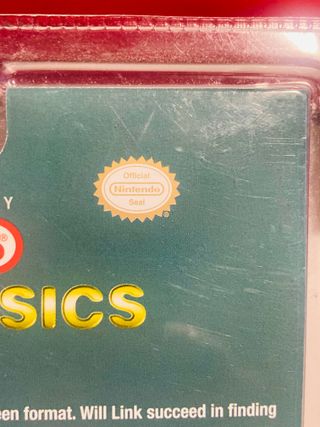 Official
Nintendo
Seal
®
Y
®
SICS
een format. Will Link succeed in finding